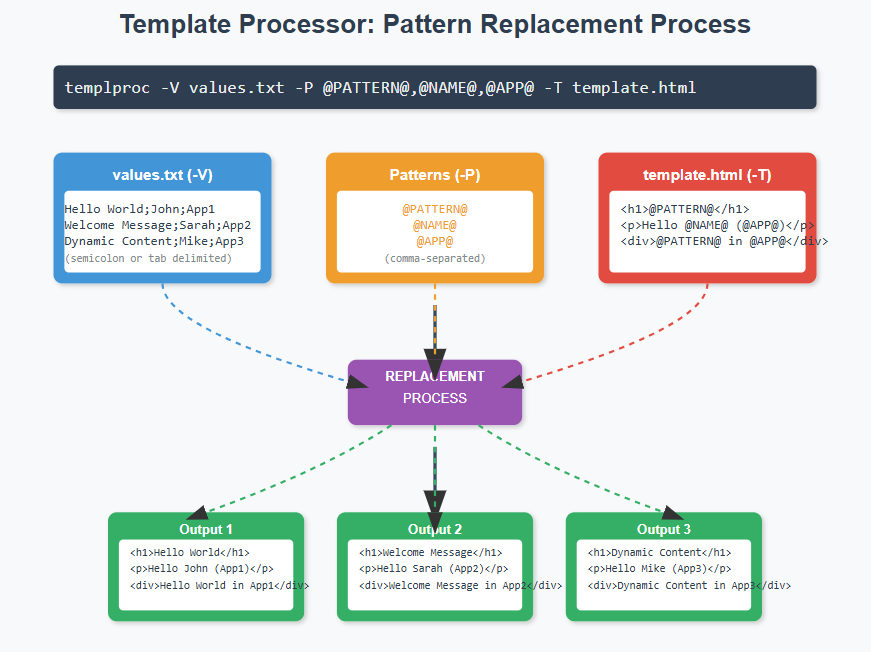 Template Processor: Pattern Replacement Process
templproc -V values.txt -P @PATTERN@,@NAME@,@APP@ -T template.html
values.txt (-V)
Hello World;John;App1
Welcome Message;Sarah;App2
Dynamic Content;Mike;App3
(semicolon or tab delimited)
Patterns (-P)
@PATTERN@
@NAME@
@APP@
(comma-separated)
template.html (-T)
<h1>@PATTERN@</h1>
<p>Hello @NAME@ (@APP@)</p>
<div>@PATTERN@ in @APP@</div>
REPLACEMENT
PROCESS
Output 1
<h1>Hello World</h1>
<p>Hello John (App1)</p>
<div>Hello World in App1</div>
Output 2
<h1>Welcome Message</h1>
<p>Hello Sarah (App2)</p>
<div>Welcome Message in App2</div>
Output 3
<h1>Dynamic Content</h1>
<p>Hello Mike (App3)</p>
<div>Dynamic Content in App3</div>